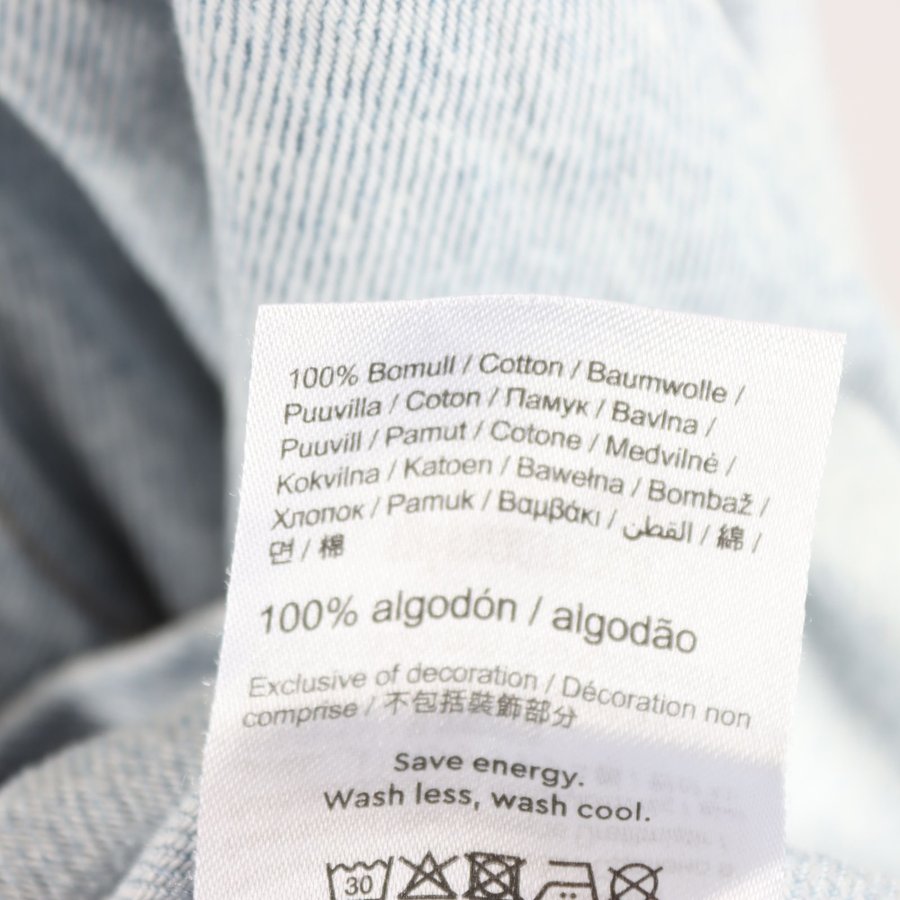 100% Bomull / Cotton / Baumwolle /
Puuvilla / Coton / Памук / Bavlna /
Puuvill / Pamut / Cotone / Medvilnė /
Kokvilna / Katoen / Bawełna / Bombaž /
Хлопок / Pamuk / Βαμβάκι / القطن / 綿 /
면 / 棉
100% algodón / algodão
Exclusive of decoration / Décoration non
comprise / 不包括裝飾部分
Save energy.
Wash less, wash cool.
30